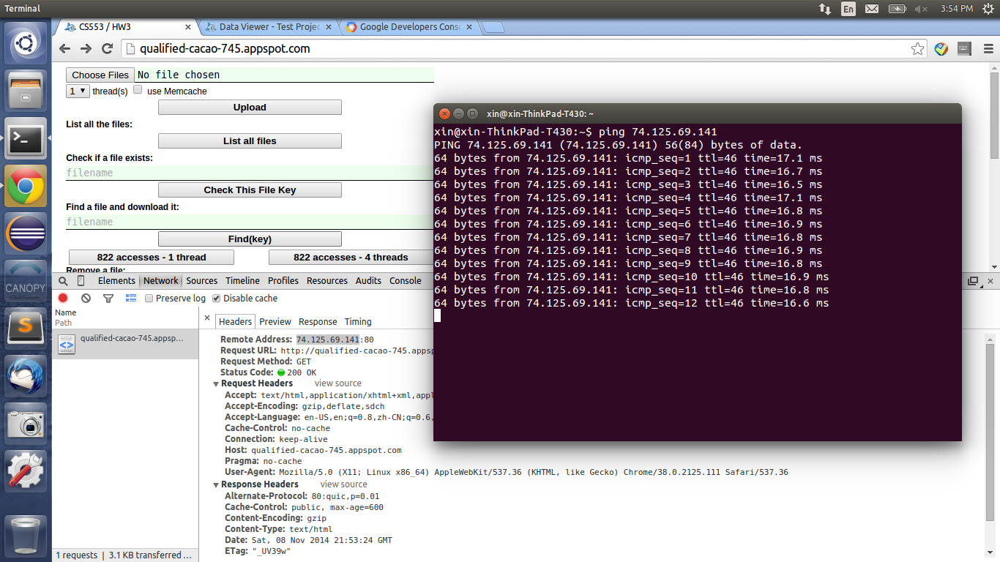 Terminal
En
3:54 PM
CS553 / HW3
Data Viewer - Test Projec
Google Developers Cons
qualified-cacao-745.appspot.com
Choose Files No file chosen
1 thread(s) use Memcache
Upload
List all the files:
List all files
Check if a file exists:
filename
Check This File Key
Find a file and download it:
filename
Find(key)
822 accesses - 1 thread
822 accesses - 4 threads
Remove a file:
CANOPY
xin@xin-ThinkPad-T430: ~
xin@xin-ThinkPad-T430:~$ ping 74.125.69.141
PING 74.125.69.141 (74.125.69.141) 56(84) bytes of data.
64 bytes from 74.125.69.141: icmp_seq=1 ttl=46 time=17.1 ms
64 bytes from 74.125.69.141: icmp_seq=2 ttl=46 time=16.7 ms
64 bytes from 74.125.69.141: icmp_seq=3 ttl=46 time=16.5 ms
64 bytes from 74.125.69.141: icmp_seq=4 ttl=46 time=17.1 ms
64 bytes from 74.125.69.141: icmp_seq=5 ttl=46 time=16.8 ms
64 bytes from 74.125.69.141: icmp_seq=6 ttl=46 time=16.9 ms
64 bytes from 74.125.69.141: icmp_seq=7 ttl=46 time=16.8 ms
64 bytes from 74.125.69.141: icmp_seq=8 ttl=46 time=16.9 ms
64 bytes from 74.125.69.141: icmp_seq=9 ttl=46 time=16.8 ms
64 bytes from 74.125.69.141: icmp_seq=10 ttl=46 time=16.9 ms
64 bytes from 74.125.69.141: icmp_seq=11 ttl=46 time=16.8 ms
64 bytes from 74.125.69.141: icmp_seq=12 ttl=46 time=16.6 ms
Elements Network Sources Timeline Profiles Resources Audits Console
Preserve log Disable cache
Name
Path
qualified-cacao-745.appsp...
Headers Preview Response Timing
Remote Address: 74.125.69.141:80
Request URL: http://qualified-cacao-745.appsp
Request Method: GET
Status Code: 200 OK
Request Headers view source
Accept: text/html,application/xhtml+xml,appl
Accept-Encoding: gzip,deflate,sdch
Accept-Language: en-US,en;q=0.8,zh-CN;q=0.6,
Cache-Control: no-cache
Connection: keep-alive
Host: qualified-cacao-745.appspot.com
Pragma: no-cache
User-Agent: Mozilla/5.0 (X11; Linux x86_64) AppleWebKit/537.36 (KHTML, like Gecko) Chrome/38.0.2125.111 Safari/537.36
Response Headers view source
Alternate-Protocol: 80:quic,p=0.01
Cache-Control: public, max-age=600
Content-Encoding: gzip
Content-Type: text/html
Date: Sat, 08 Nov 2014 21:53:24 GMT
ETag: "_UV39w"
1 requests | 3.1 KB transferred ...